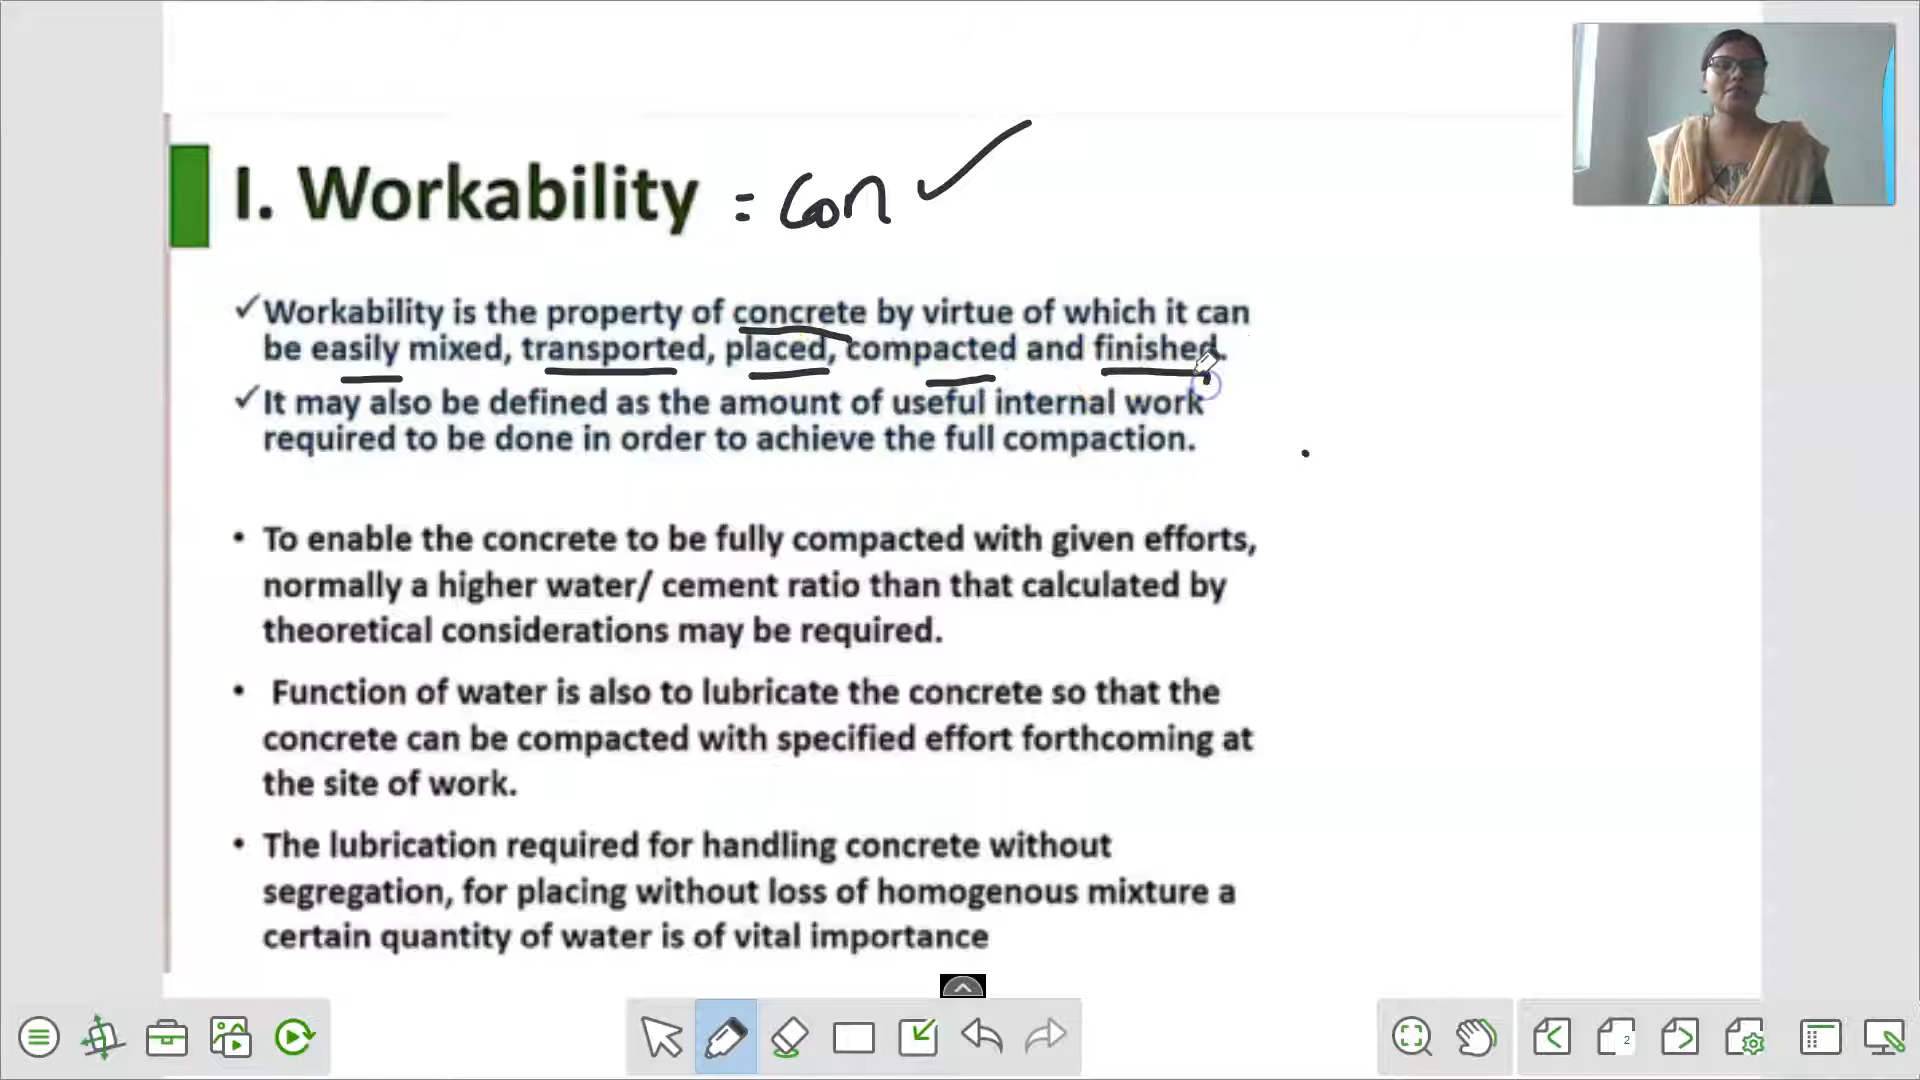 I. Workability = Con ✓
✓ Workability is the property of concrete by virtue of which it can
be easily mixed, transported, placed, compacted and finished.
✓ It may also be defined as the amount of useful internal work
required to be done in order to achieve the full compaction.
• To enable the concrete to be fully compacted with given efforts,
normally a higher water/ cement ratio than that calculated by
theoretical considerations may be required.
• Function of water is also to lubricate the concrete so that the
concrete can be compacted with specified effort forthcoming at
the site of work.
• The lubrication required for handling concrete without
segregation, for placing without loss of homogenous mixture a
certain quantity of water is of vital importance
2